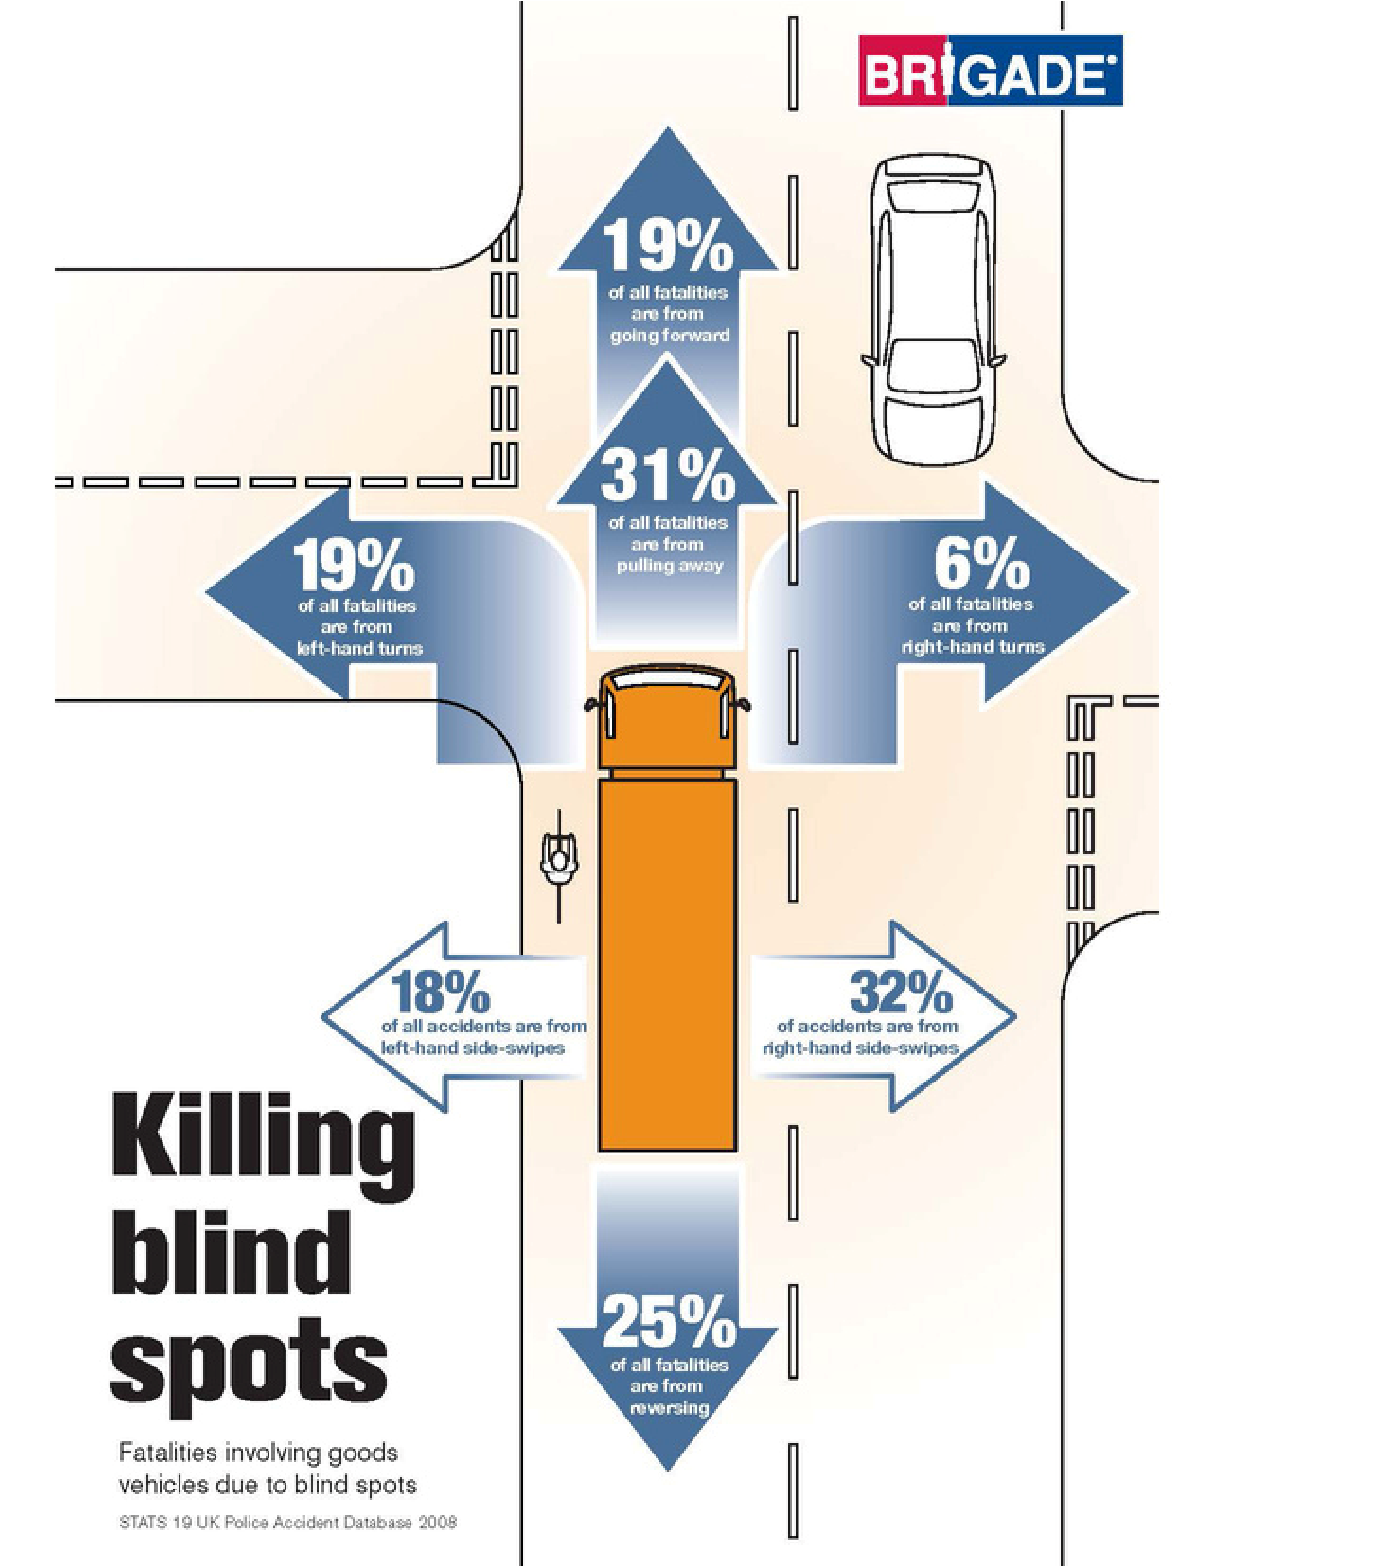 BRIGADE
19%
of all fatalities
are from
going forward
31%
of all fatalities
are from
pulling away
19%
of all fatalities
are from
left-hand turns
6%
of all fatalities
are from
right-hand turns
18%
of all accidents are from
left-hand side-swipes
32%
of accidents are from
right-hand side-swipes
25%
of all fatalities
are from
reversing
Killing
blind
spots
Fatalities involving goods
vehicles due to blind spots
STATS 19 UK Police Accident Database 2008